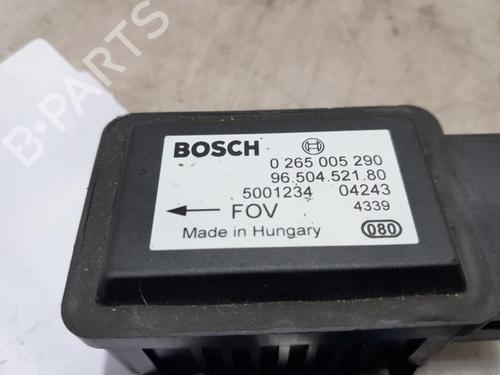 BOSCH
0 265 005 290
96.504.521.80
5001234 04243
FOV 4339
Made in Hungary 080
B-PARTS